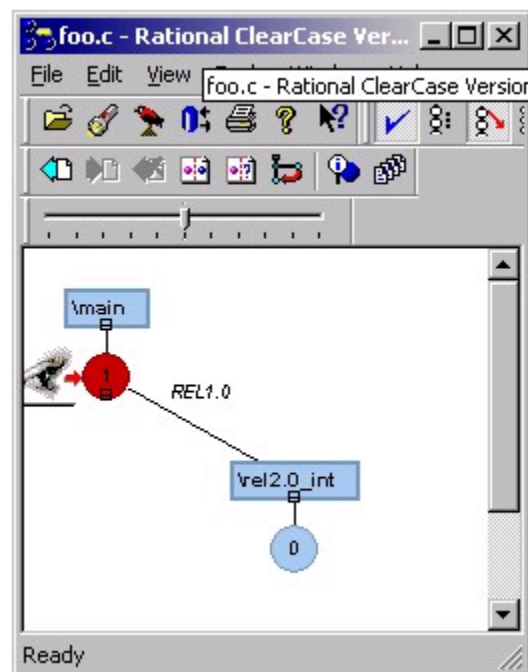 foo.c - Rational ClearCase Ver...
File Edit View
foo.c - Rational ClearCase Version
\main
1
REL1.0
\rel2.0_int
0
Ready